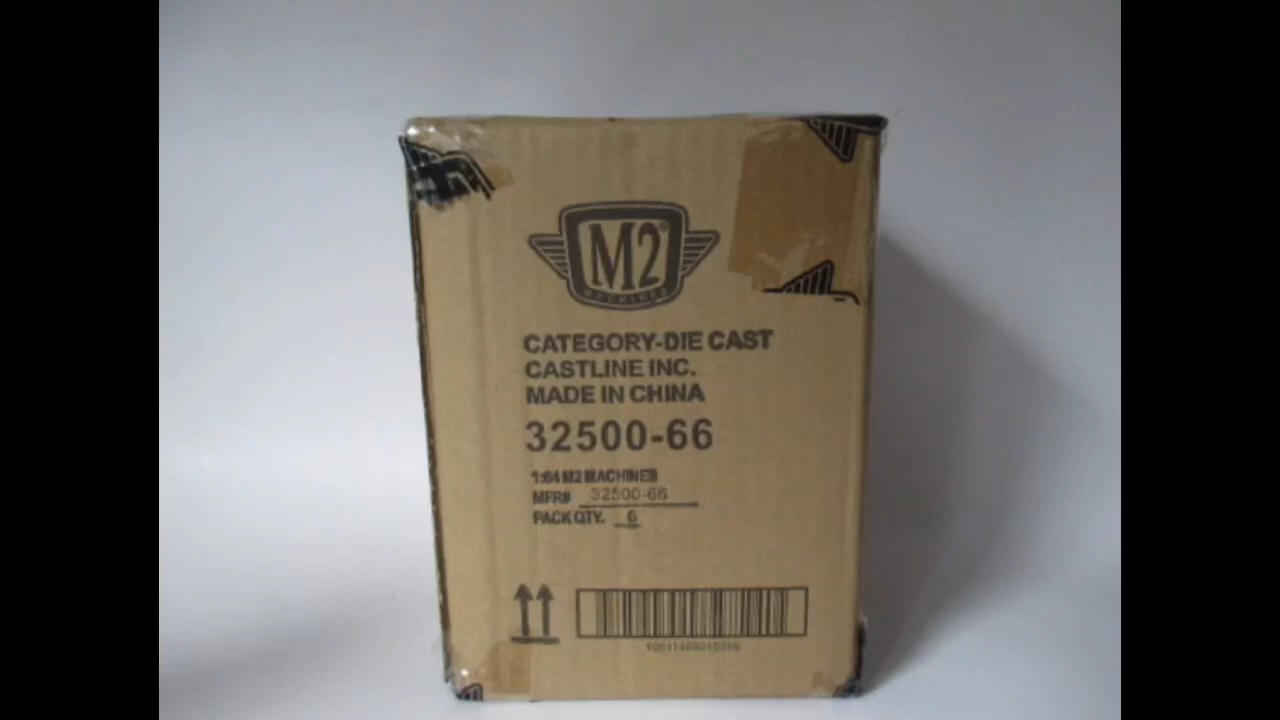 M2®
MACHINES
CATEGORY-DIE CAST
CASTLINE INC.
MADE IN CHINA
32500-66
1:64 M2 MACHINES
MFR# 32500-66
PACK QTY. 6